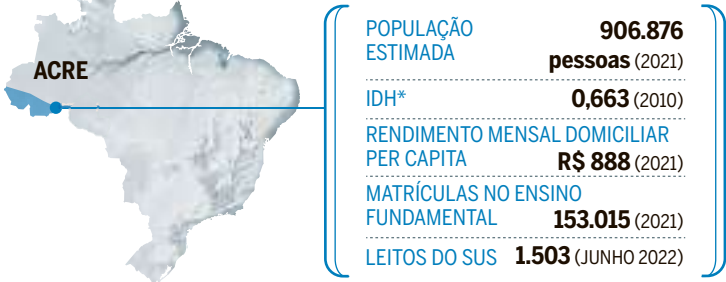 ACRE
POPULAÇÃO
ESTIMADA
906.876
pessoas (2021)
IDH*
0,663 (2010)
RENDIMENTO MENSAL DOMICILIAR
PER CAPITA
R$ 888 (2021)
MATRÍCULAS NO ENSINO
FUNDAMENTAL
153.015 (2021)
LEITOS DO SUS
1.503 (JUNHO 2022)